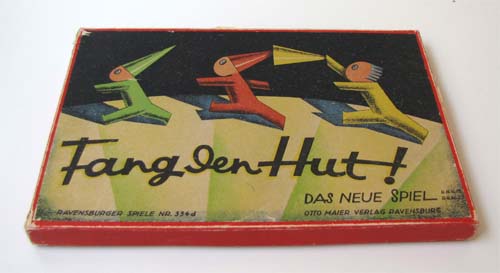 Fang den Hut!
DAS NEUE SPIEL
RAVENSBURGER SPIELE NR. 334d
OTTO MAIER VERLAG RAVENSBURG